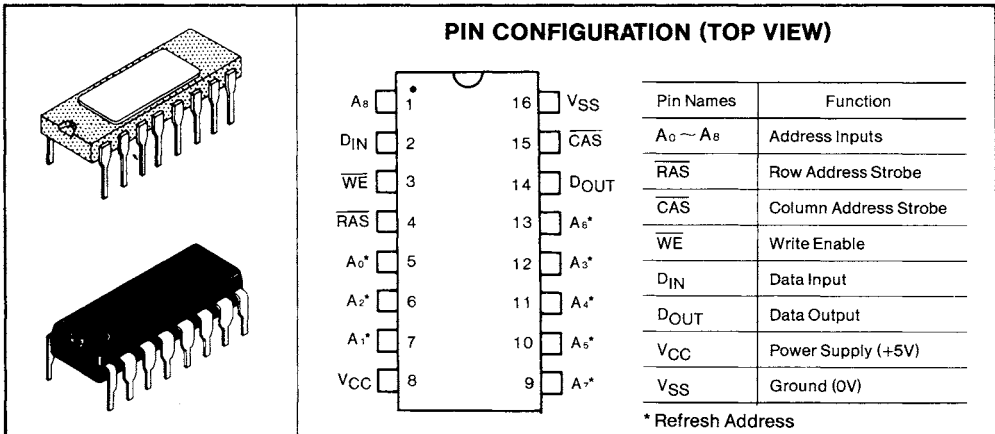 PIN CONFIGURATION (TOP VIEW)
A8 1 16 VSS
DIN 2 15 CAS
WE 3 14 DOUT
RAS 4 13 A6*
A0* 5 12 A3*
A2* 6 11 A4*
A1* 7 10 A5*
VCC 8 9 A7*
Pin Names Function
A0 ~ A8 Address Inputs
RAS Row Address Strobe
CAS Column Address Strobe
WE Write Enable
DIN Data Input
DOUT Data Output
VCC Power Supply (+5V)
VSS Ground (0V)
* Refresh Address